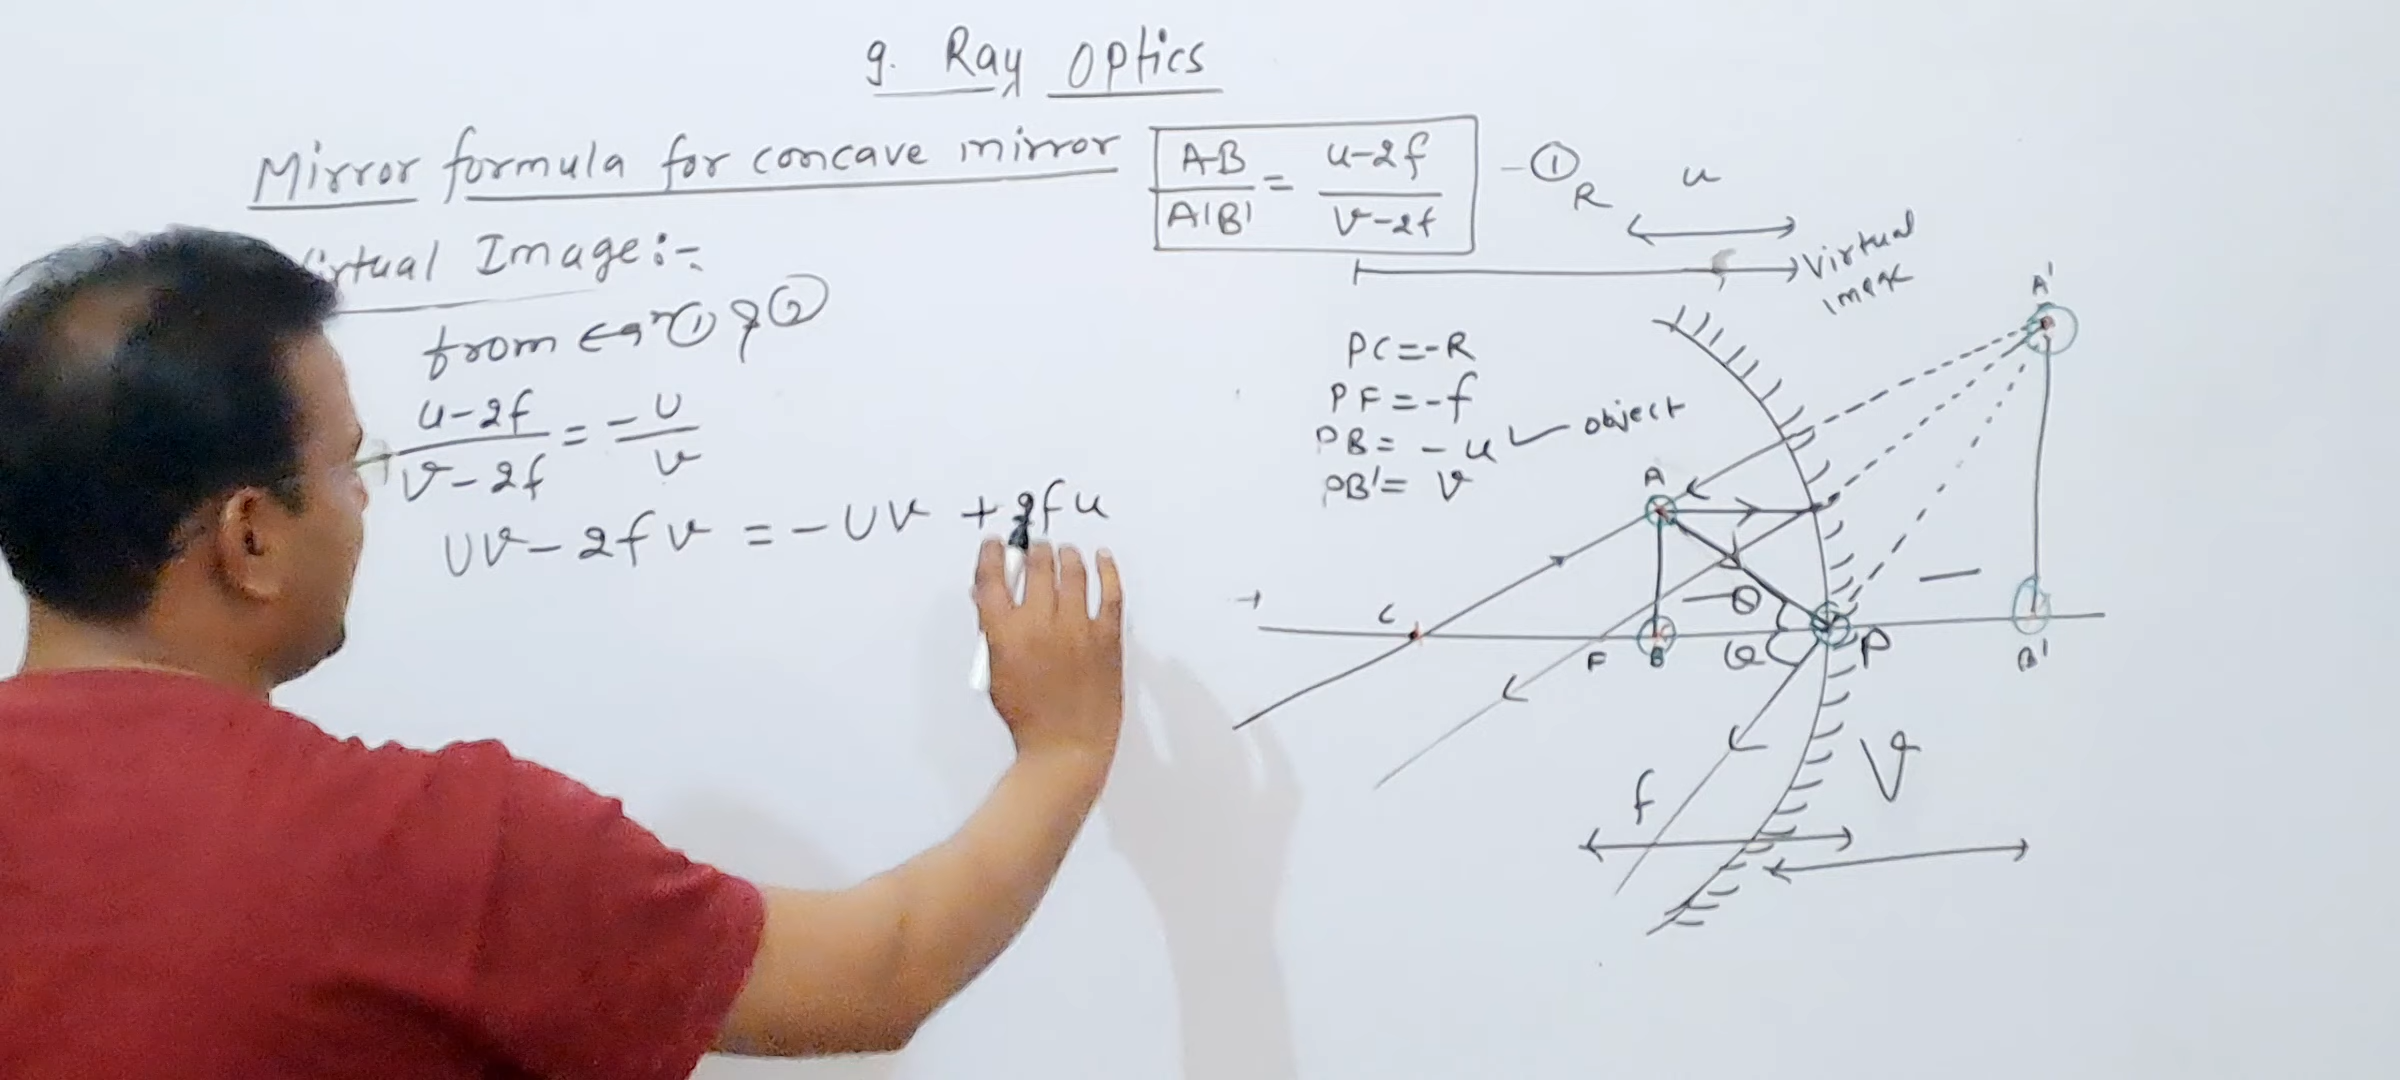 9. Ray Optics
Mirror formula for concave mirror
AB/A'B' = u-2f/v-2f -①
irtual Image:-
from eqⁿ ① & ②
u-2f/v-2f = -u/v
uv-2fv = -uv +2fu
R
u
Virtual
image
PC=-R
PF=-f
PB= -u object
PB'= v
A'
A
C
F
B
θ
θ
P
B'
f
v